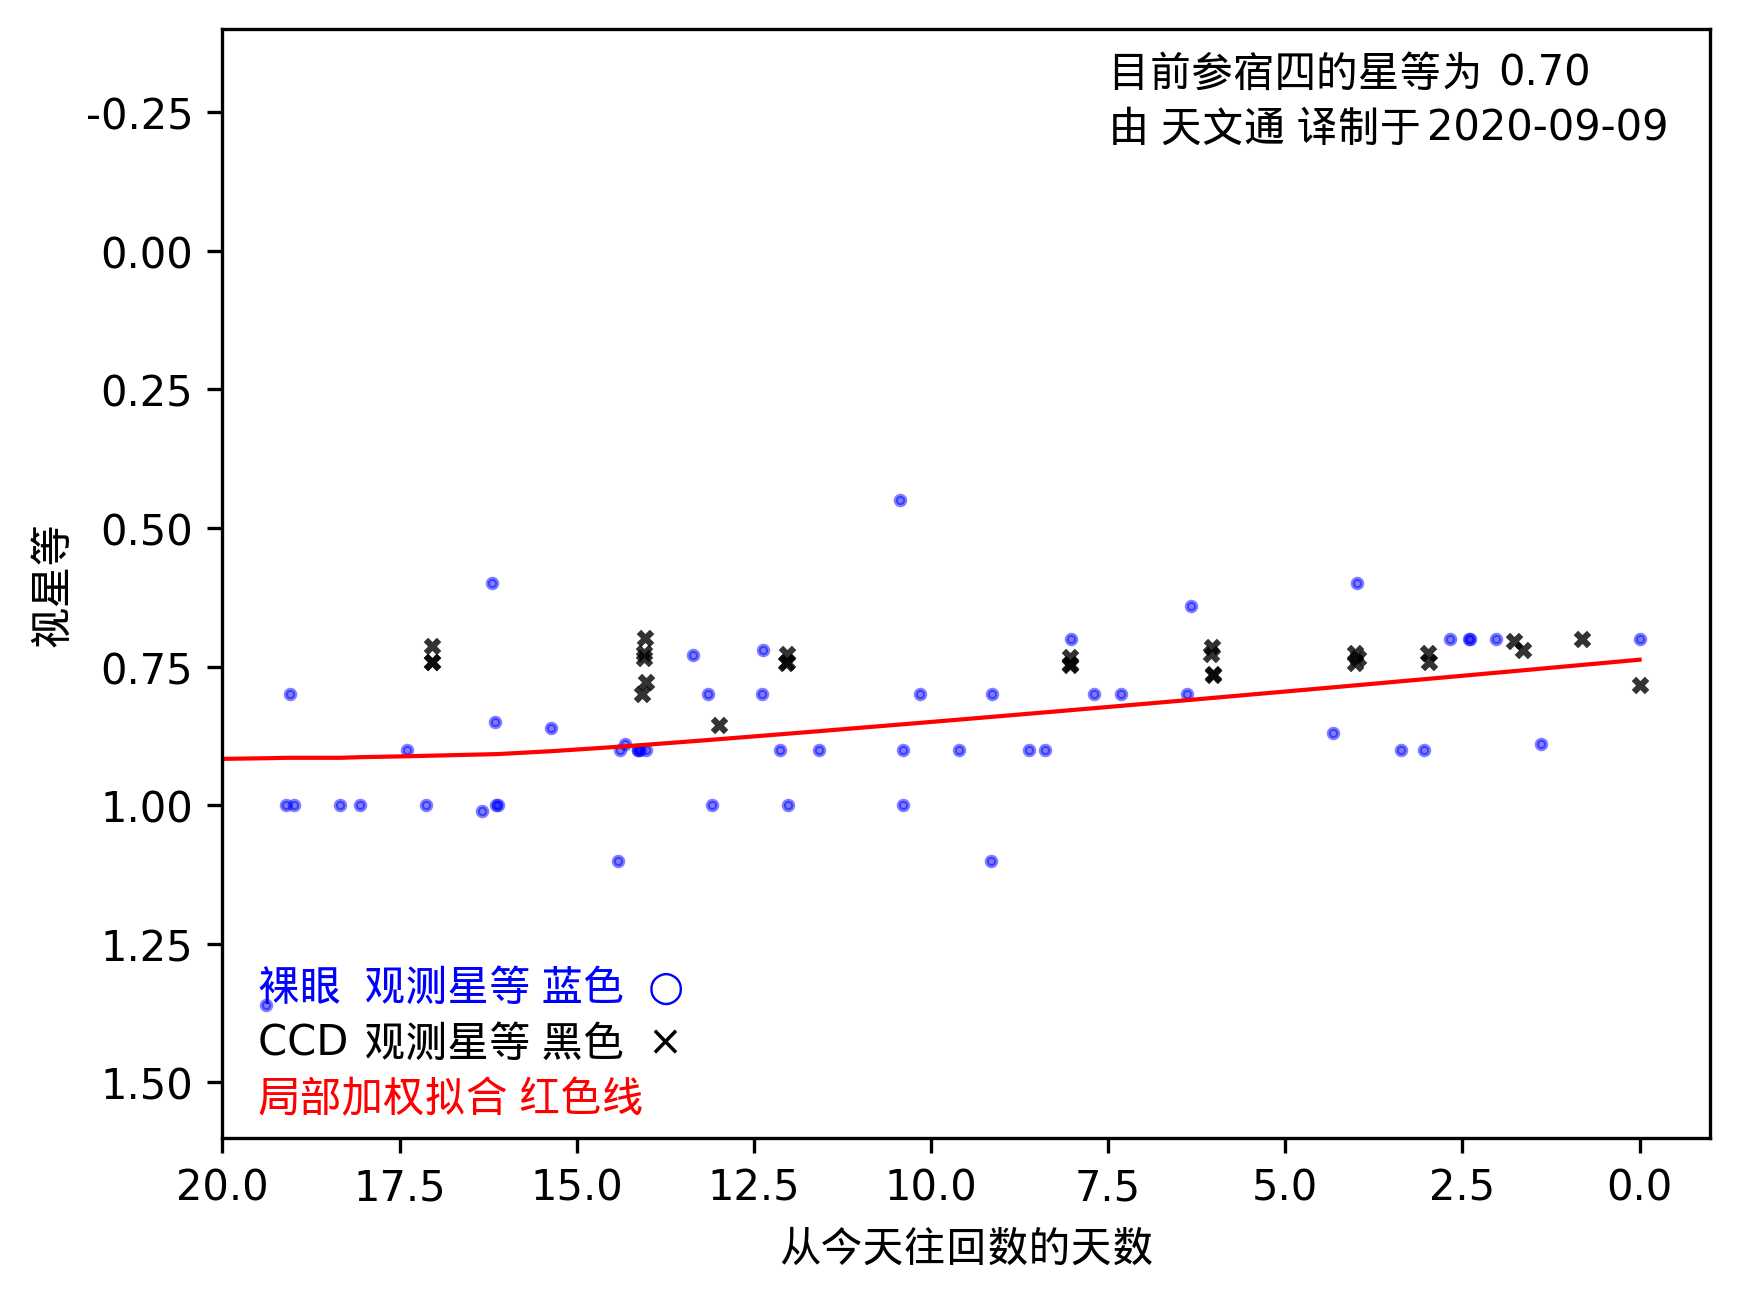 目前参宿四的星等为 0.70
由 天文通 译制于 2020-09-09
-0.25
0.00
0.25
0.50
0.75
1.00
1.25
1.50
视星等
裸眼 观测星等 蓝色 ○
CCD 观测星等 黑色 ×
局部加权拟合 红色线
20.0 17.5 15.0 12.5 10.0 7.5 5.0 2.5 0.0
从今天往回数的天数